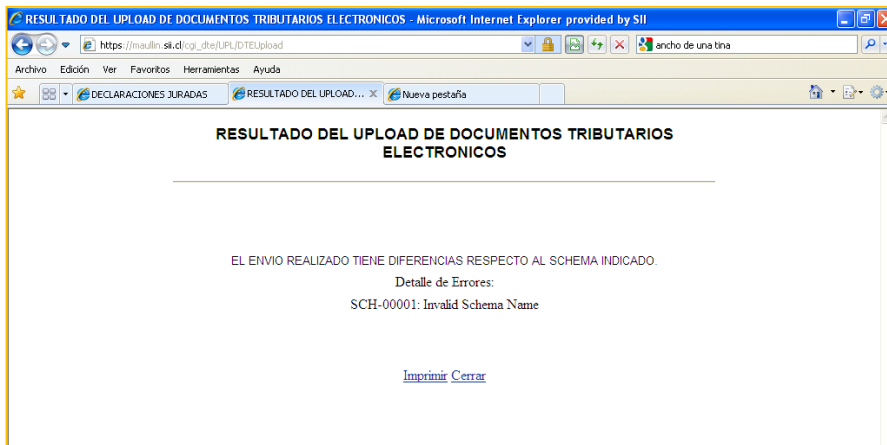 RESULTADO DEL UPLOAD DE DOCUMENTOS TRIBUTARIOS ELECTRONICOS - Microsoft Internet Explorer provided by SII
https://maullin.sii.cl/cgi_dte/UPL/DTEUpload
ancho de una tina
Archivo Edición Ver Favoritos Herramientas Ayuda
DECLARACIONES JURADAS RESULTADO DEL UPLOAD... X Nueva pestaña
RESULTADO DEL UPLOAD DE DOCUMENTOS TRIBUTARIOS
ELECTRONICOS
EL ENVIO REALIZADO TIENE DIFERENCIAS RESPECTO AL SCHEMA INDICADO.
Detalle de Errores:
SCH-00001: Invalid Schema Name
Imprimir Cerrar